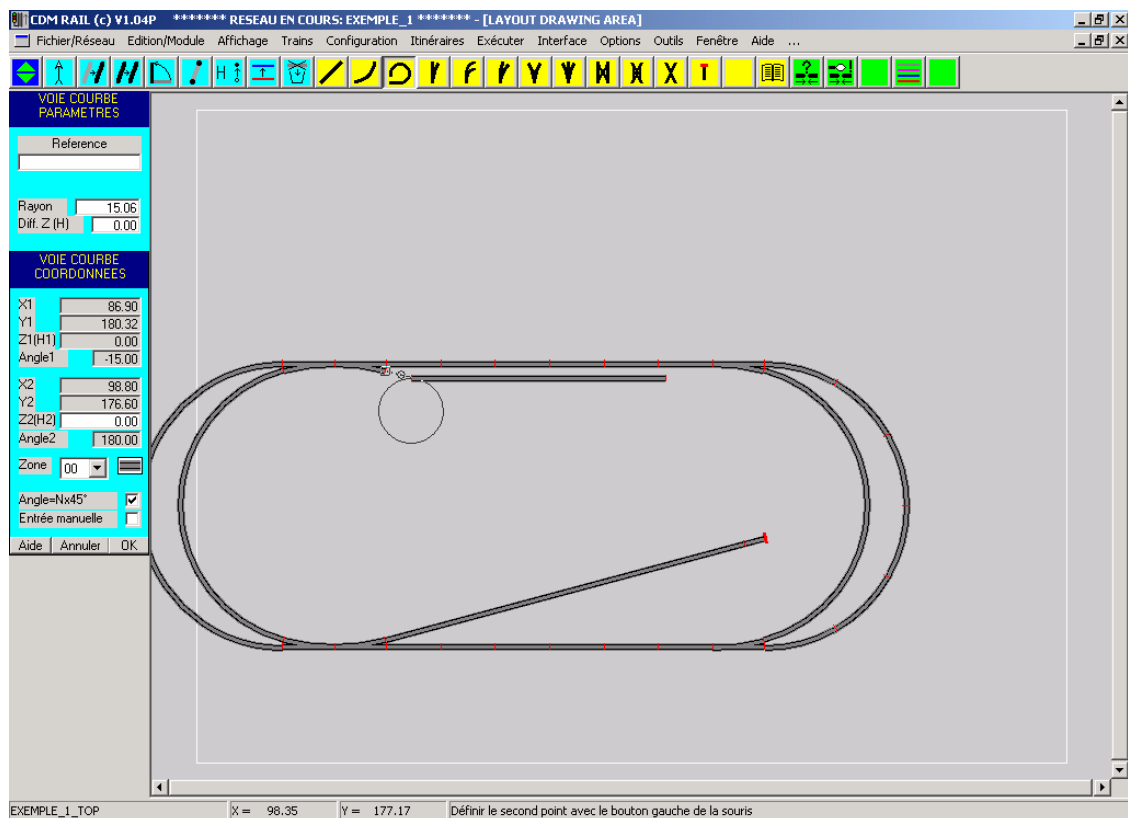 CDM RAIL (c) V1.04P ******* RESEAU EN COURS: EXEMPLE_1 ******* - [LAYOUT DRAWING AREA]
Fichier/Réseau Edition/Module Affichage Trains Configuration Itinéraires Exécuter Interface Options Outils Fenêtre Aide ...
H
T
VOIE COURBE
PARAMETRES
Reference
Rayon 15.06
Diff. Z (H) 0.00
VOIE COURBE
COORDONNEES
X1 86.90
Y1 180.32
Z1(H1) 0.00
Angle1 -15.00
X2 98.80
Y2 176.60
Z2(H2) 0.00
Angle2 180.00
Zone 00
Angle=Nx45°
Entrée manuelle
Aide Annuler OK
EXEMPLE_1_TOP X = 98.35 Y = 177.17 Définir le second point avec le bouton gauche de la souris